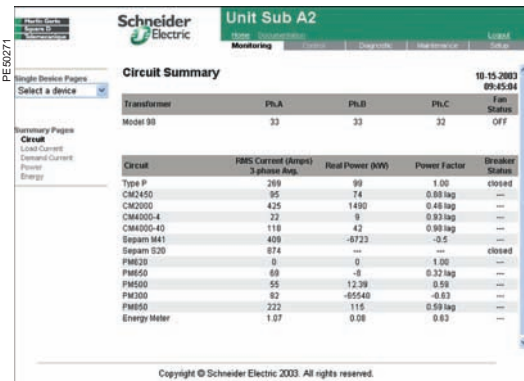 PE50271
Merlin Gerin
Square D
Telemecanique
Schneider Electric
Unit Sub A2
Home Documentation Logout
Monitoring Control Diagnostic Maintenance Setup
Single Device Pages
Select a device
Summary Pages
Circuit
Load Current
Demand Current
Power
Energy
Circuit Summary
10-15-2003
09:45:04
Transformer Ph.A Ph.B Ph.C Fan Status
Model 98 33 33 32 OFF
Circuit RMS Current (Amps) 3-phase Avg. Real Power (kW) Power Factor Breaker Status
Type P 269 99 1.00 closed
CM2450 95 74 0.88 lag ---
CM2000 425 1490 0.46 lag ---
CM4000-4 22 9 0.93 lag ---
CM4000-40 118 42 0.98 lag ---
Sepam M41 409 -6723 -0.5 ---
Sepam S20 874 --- --- closed
PM620 0 0 1.00 ---
PM650 69 -8 0.32 lag ---
PM500 55 12.39 0.59 ---
PM300 82 -65540 -0.63 ---
PM850 222 115 0.59 lag ---
Energy Meter 1.07 0.08 0.63 ---
Copyright © Schneider Electric 2003. All rights reserved.